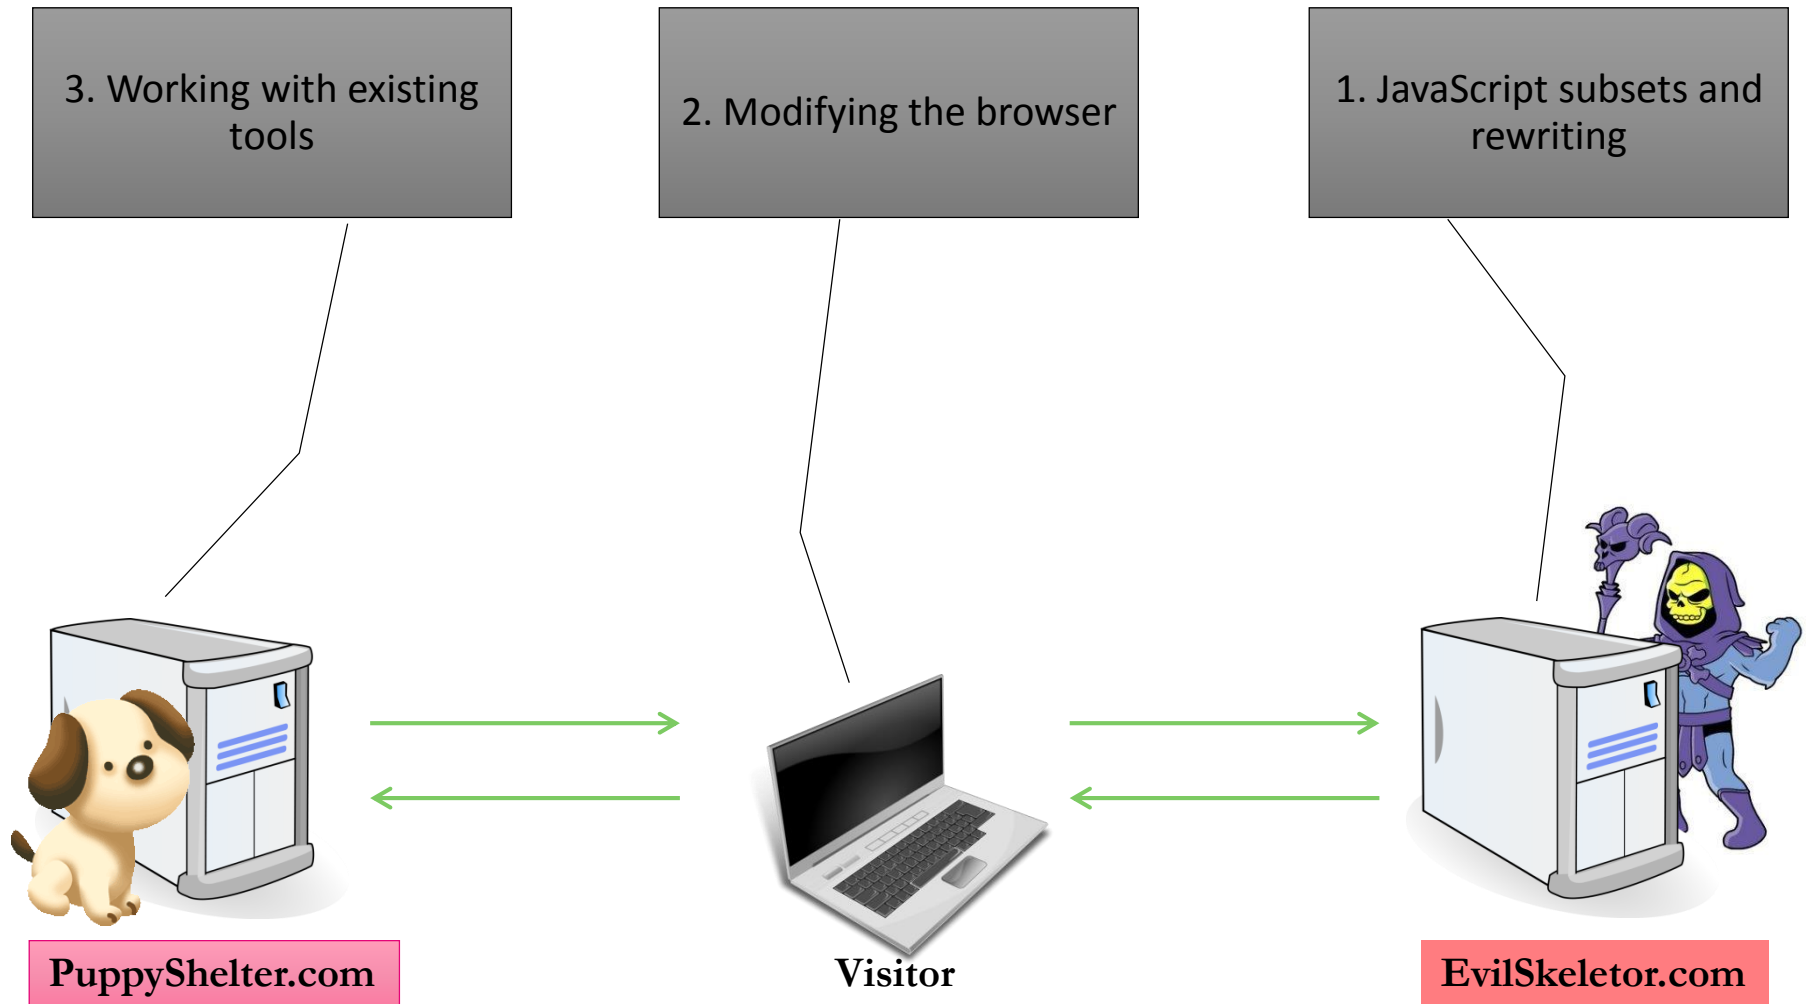 3. Working with existing
tools
2. Modifying the browser
1. JavaScript subsets and
rewriting
PuppyShelter.com
Visitor
EvilSkeletor.com